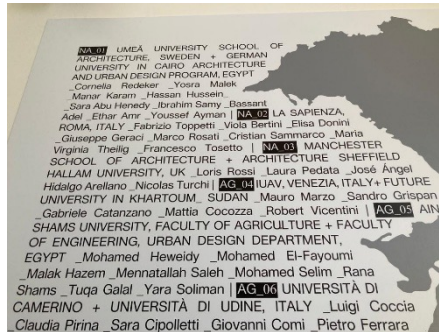 NA_01 UMEÅ UNIVERSITY SCHOOL OF
ARCHITECTURE, SWEDEN + GERMAN
UNIVERSITY IN CAIRO ARCHITECTURE
AND URBAN DESIGN PROGRAM, EGYPT
_Cornelia Redeker _Yosra Malek
_Manar Karam _Hassan Hussein_
_Sara Abu Henedy _Ibrahim Samy _Bassant
Adel _Ethar Amr _Youssef Ayman | NA_02 LA SAPIENZA,
ROMA, ITALY _Fabrizio Toppetti _Viola Bertini _Elisa Donini
_Giuseppe Geraci _Marco Rosati _Cristian Sammarco _Maria
Virginia Theilig _Francesco Tosetto | NA_03 MANCHESTER
SCHOOL OF ARCHITECTURE + ARCHITECTURE SHEFFIELD
HALLAM UNIVERSITY, UK _Loris Rossi _Laura Pedata _José Ángel
Hidalgo Arellano _Nicolas Turchi | AG_04 IUAV, VENEZIA, ITALY+ FUTURE
UNIVERSITY IN KHARTOUM_ SUDAN _Mauro Marzo _Sandro Grispan
_Gabriele Catanzano _Mattia Cocozza _Robert Vicentini | AG_05 AIN
SHAMS UNIVERSITY, FACULTY OF AGRICULTURE + FACULTY
OF ENGINEERING, URBAN DESIGN DEPARTMENT,
EGYPT _Mohamed Heweidy _Mohamed El-Fayoumi
_Malak Hazem _Mennatallah Saleh _Mohamed Selim _Rana
Shams _Tuqa Galal _Yara Soliman | AG_06 UNIVERSITÀ DI
CAMERINO + UNIVERSITÀ DI UDINE, ITALY _Luigi Coccia
Claudia Pirina _Sara Cipolletti _Giovanni Comi _Pietro Ferrara